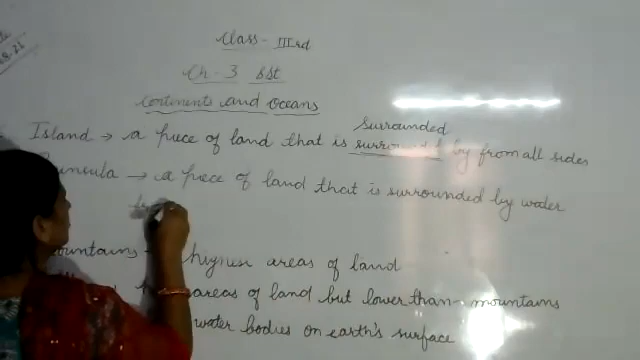 Class - IIIrd
Ch-3 SSt
Continents and Oceans
surrounded
Island → a piece of land that is surrounded by from all sides
→ a piece of land that is surrounded by water
areas of land
areas of land but lower than mountains
water bodies on earth's surface